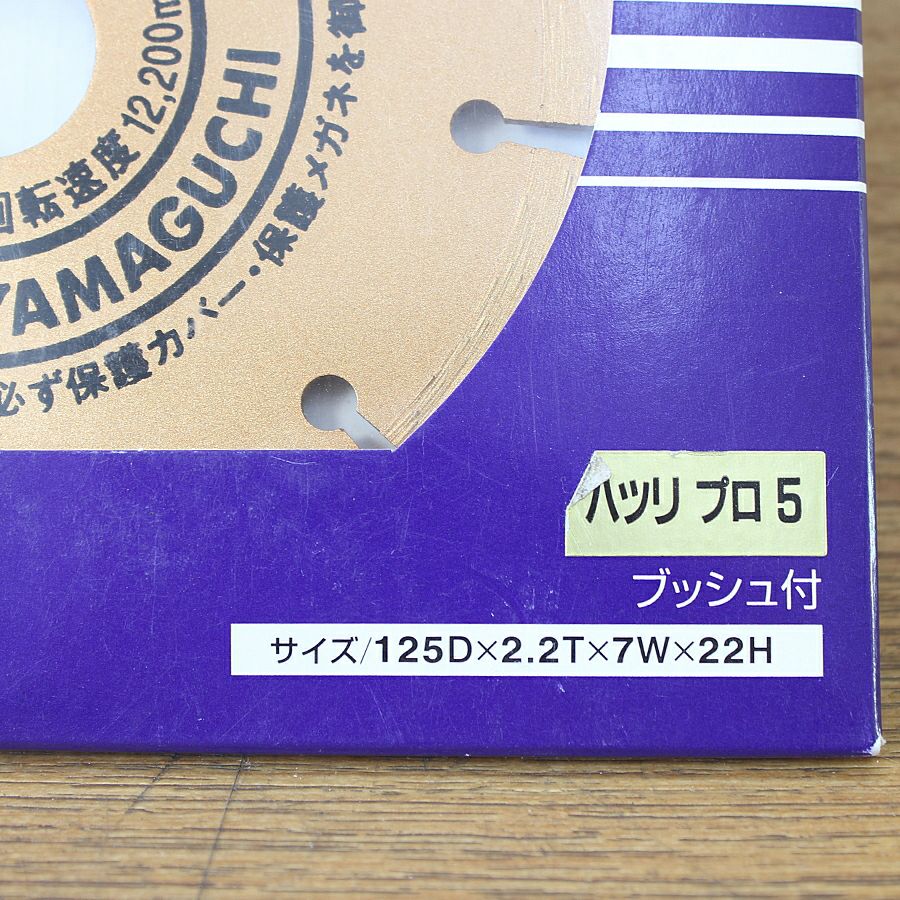 回転速度 12,200m
YAMAGUCHI
必ず保護カバー・保護メガネを御
ハツリ プロ 5
ブッシュ付
サイズ/125D×2.2T×7W×22H